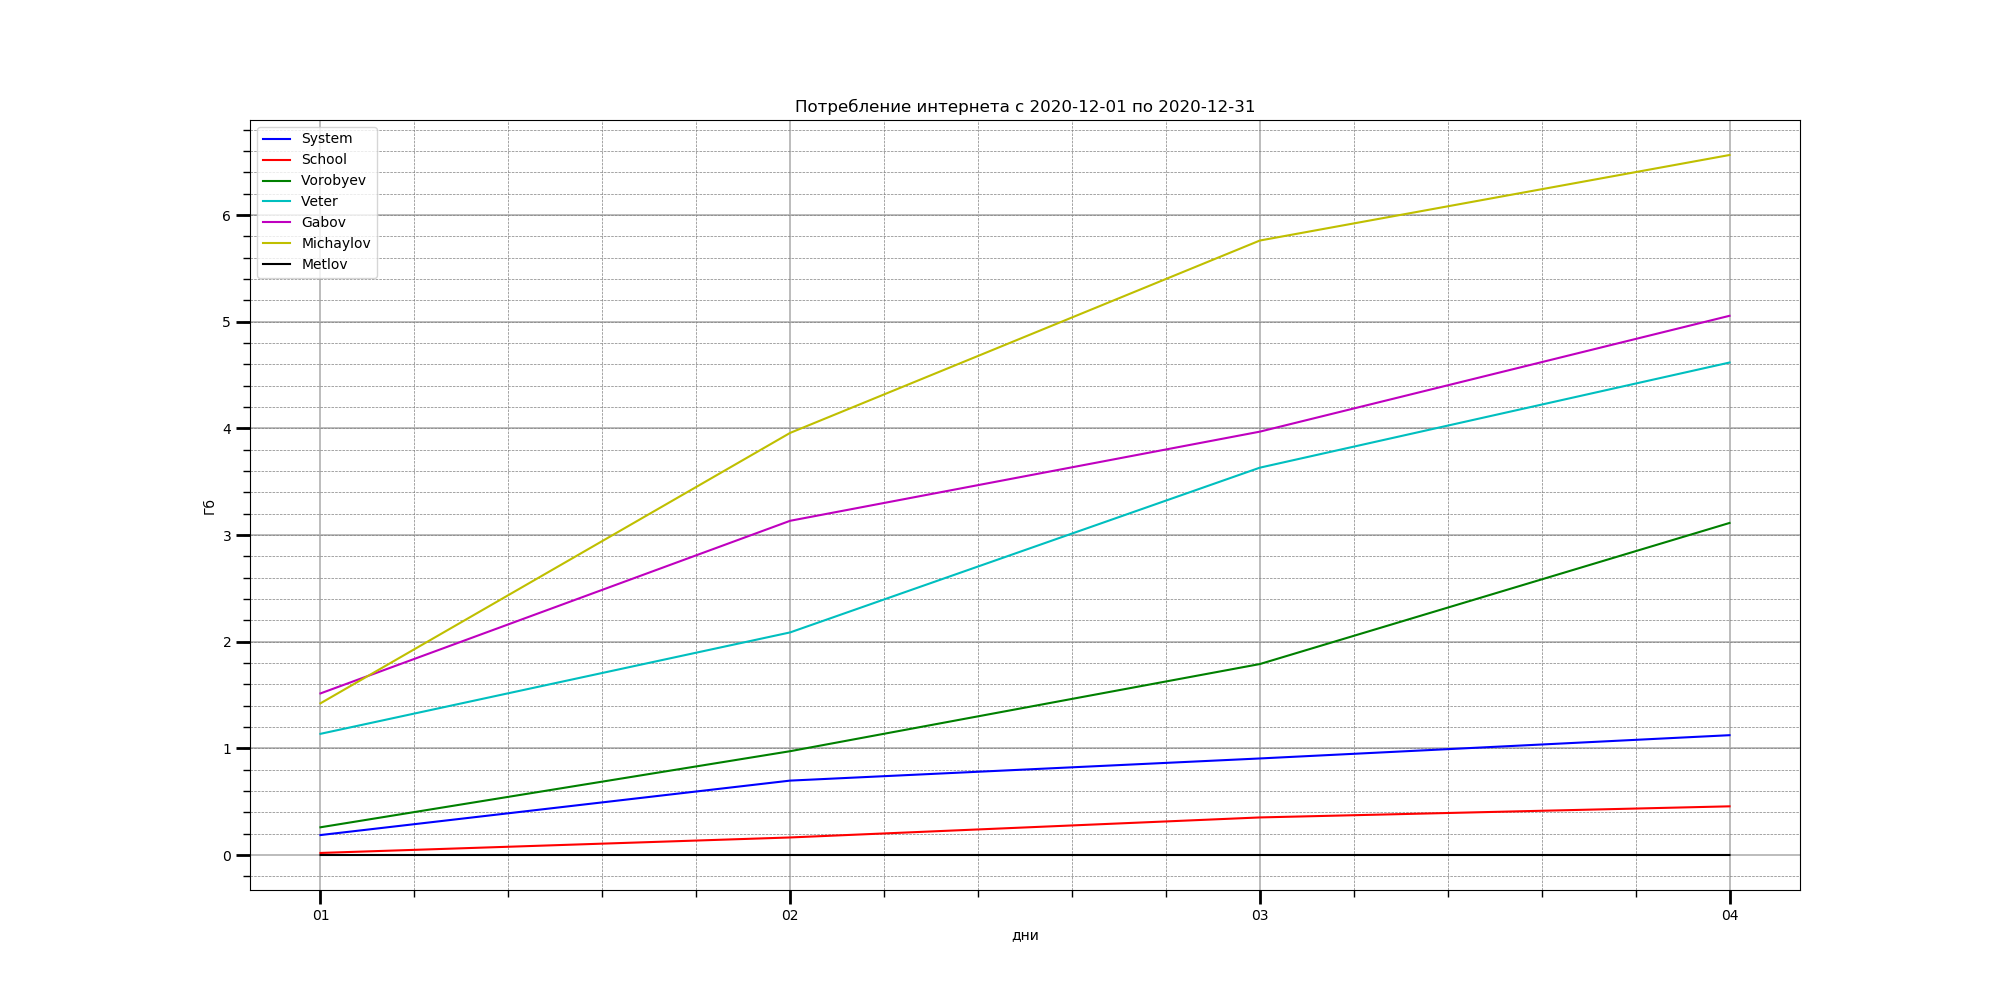 Потребление интернета с 2020-12-01 по 2020-12-31
System
School
Vorobyev
Veter
Gabov
Michaylov
Metlov
6
5
4
3
2
1
0
Гб
01 02 03 04
дни